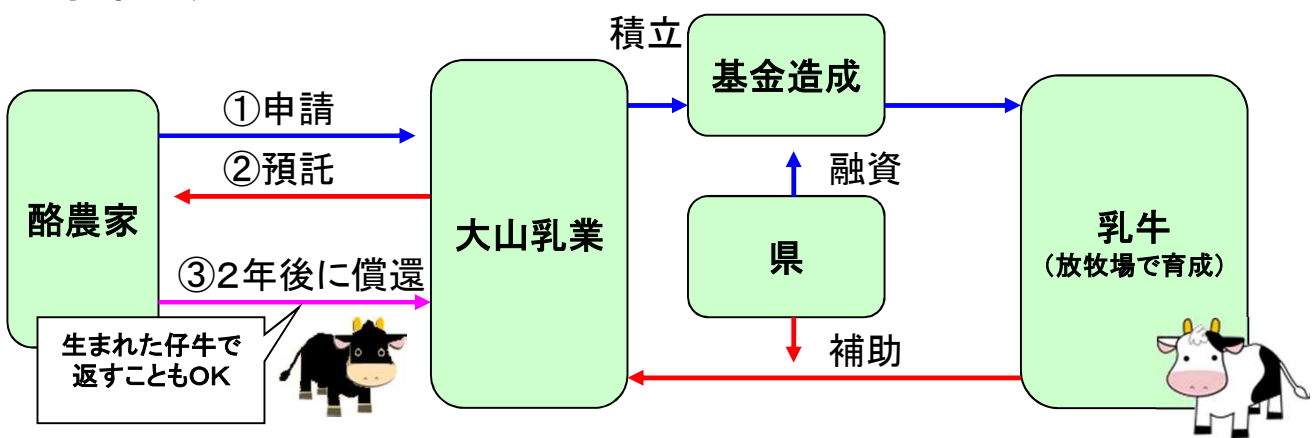 積立
基金造成
①申請
②預託
融資
酪農家
大山乳業
県
乳牛
(放牧場で育成)
③2年後に償還
生まれた仔牛で
返すこともOK
補助